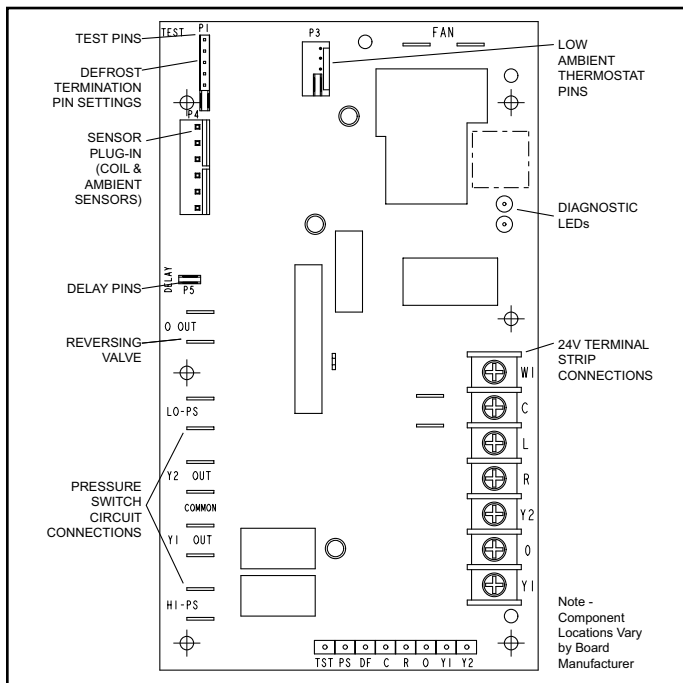 TEST PINS
TEST
P1
P3
FAN
LOW
AMBIENT
THERMOSTAT
PINS
DEFROST
TERMINATION
PIN SETTINGS
P4
SENSOR
PLUG-IN
(COIL &
AMBIENT
SENSORS)
DIAGNOSTIC
LEDs
DELAY PINS
DELAY
P5
O OUT
REVERSING
VALVE
24V TERMINAL
STRIP
CONNECTIONS
W1
C
L
R
Y2
O
Y1
LO-PS
Y2 OUT
COMMON
Y1 OUT
HI-PS
PRESSURE
SWITCH
CIRCUIT
CONNECTIONS
Note -
Component
Locations Vary
by Board
Manufacturer
TST PS DF C R O Y1 Y2